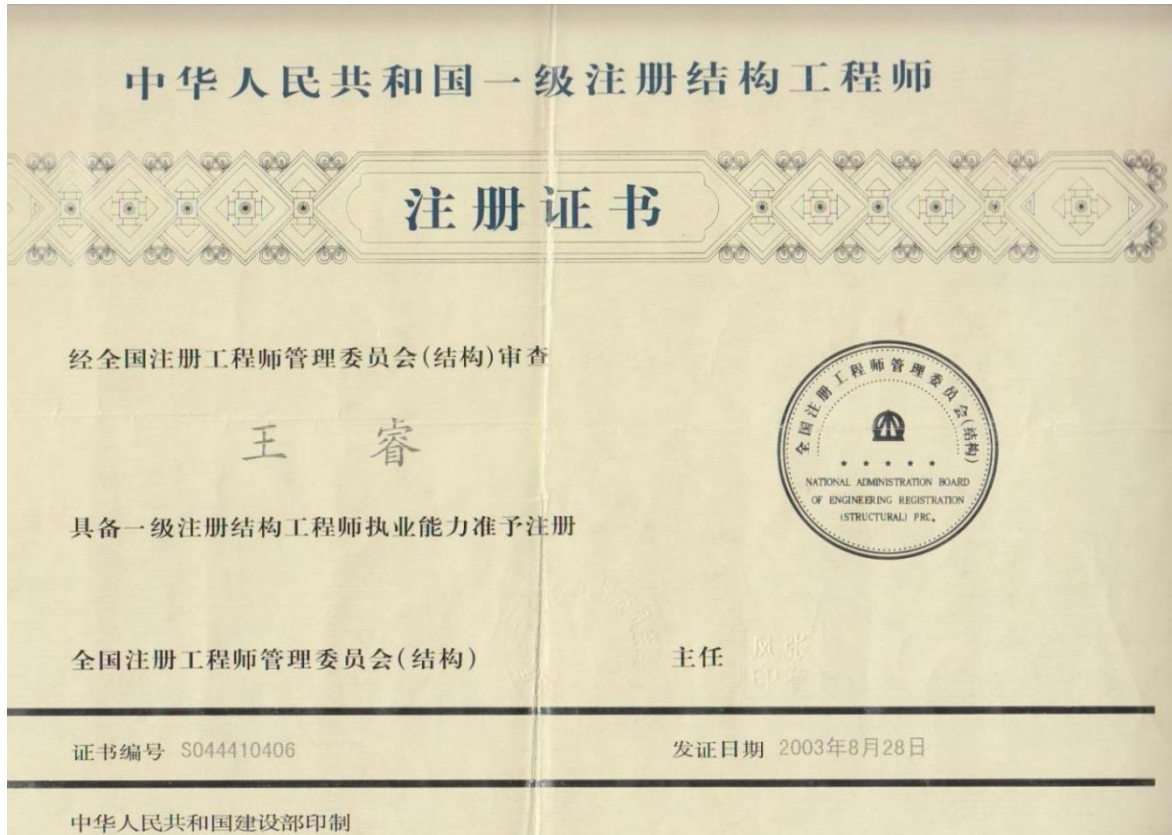 中华人民共和国一级注册结构工程师
注册证书
经全国注册工程师管理委员会(结构)审查
王 睿
具备一级注册结构工程师执业能力准予注册
全国注册工程师管理委员会(结构)
NATIONAL ADMINISTRATION BOARD
OF ENGINEERING REGISTRATION
(STRUCTURAL) PRC。
全国注册工程师管理委员会(结构)
主任
证书编号 S044410406
发证日期 2003年8月28日
中华人民共和国建设部印制